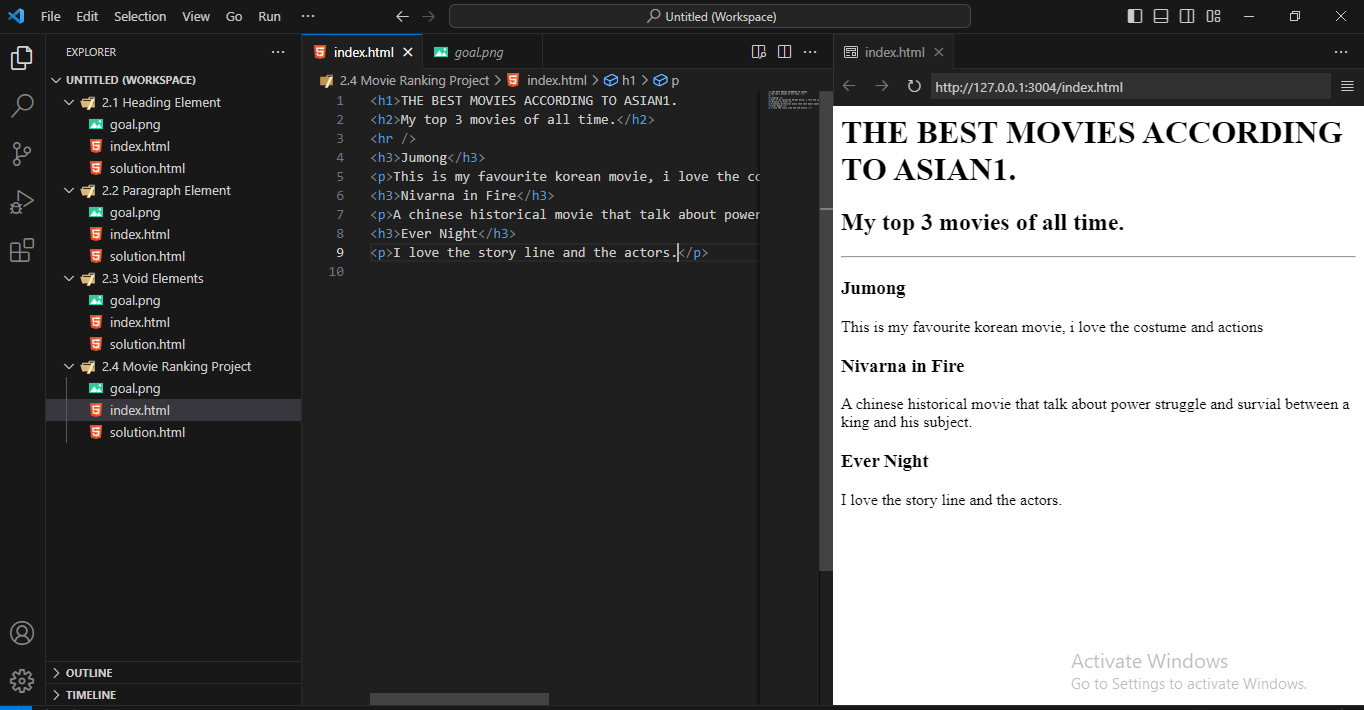 File Edit Selection View Go Run ··· Untitled (Workspace)
EXPLORER ···
UNTITLED (WORKSPACE)
2.1 Heading Element
goal.png
index.html
solution.html
2.2 Paragraph Element
goal.png
index.html
solution.html
2.3 Void Elements
goal.png
index.html
solution.html
2.4 Movie Ranking Project
goal.png
index.html
solution.html
OUTLINE
TIMELINE
index.html goal.png ···
2.4 Movie Ranking Project > index.html > h1 > p
1 <h1>THE BEST MOVIES ACCORDING TO ASIAN1.
2 <h2>My top 3 movies of all time.</h2>
3 <hr />
4 <h3>Jumong</h3>
5 <p>This is my favourite korean movie, i love the co
6 <h3>Nivarna in Fire</h3>
7 <p>A chinese historical movie that talk about power
8 <h3>Ever Night</h3>
9 <p>I love the story line and the actors.</p>
10
index.html ···
http://127.0.0.1:3004/index.html
THE BEST MOVIES ACCORDING
TO ASIAN1.
My top 3 movies of all time.
Jumong
This is my favourite korean movie, i love the costume and actions
Nivarna in Fire
A chinese historical movie that talk about power struggle and survial between a
king and his subject.
Ever Night
I love the story line and the actors.
Activate Windows
Go to Settings to activate Windows.